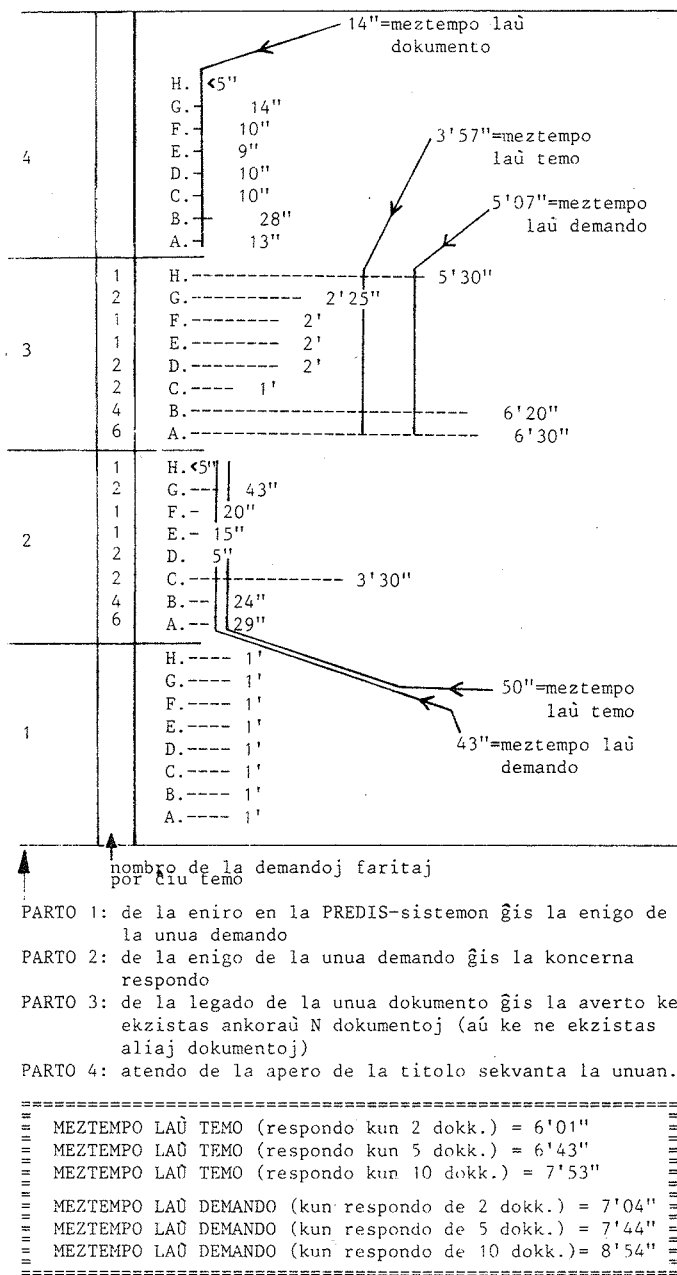 14"=meztempo laŭ
dokumento
H. <5"
G. 14"
F. 10"
E. 9"
D. 10"
C. 10"
B. 28"
A. 13"
4
3'57"=meztempo
laŭ temo
5'07"=meztempo
laŭ demando
1 H.----------------------- 5'30"
2 G.---------- 2'25"
1 F.-------- 2'
1 E.-------- 2'
3
2 D.-------- 2'
2 C.---- 1'
4 B.---------------------------- 6'20"
6 A.----------------------------- 6'30"
1 H.<5"
2 G.--- 43"
1 F.- 20"
1 E.- 15"
2
2 D. 5"
2 C.---------------- 3'30"
4 B.-- 24"
6 A.-- 29"
H.---- 1'
G.---- 1'
F.---- 1'
E.---- 1'
1
D.---- 1'
C.---- 1'
B.---- 1'
A.---- 1'
50"=meztempo
laŭ temo
43"=meztempo laŭ
demando
nombro de la demandoj faritaj
por ĉiu temo
PARTO 1: de la eniro en la PREDIS-sistemon ĝis la enigo de
la unua demando
PARTO 2: de la enigo de la unua demando ĝis la koncerna
respondo
PARTO 3: de la legado de la unua dokumento ĝis la averto ke
ekzistas ankoraŭ N dokumentoj (aú ke ne ekzistas
aliaj dokumentoj)
PARTO 4: atendo de la apero de la titolo sekvanta la unuan.
MEZTEMPO LAŬ TEMO (respondo kun 2 dokk.) = 6'01"
MEZTEMPO LAŬ TEMO (respondo kun 5 dokk.) = 6'43"
MEZTEMPO LAŬ TEMO (respondo kun 10 dokk.) = 7'53"
MEZTEMPO LAŬ DEMANDO (kun respondo de 2 dokk.) = 7'04"
MEZTEMPO LAŬ DEMANDO (kun respondo de 5 dokk.) = 7'44"
MEZTEMPO LAŬ DEMANDO (kun respondo de 10 dokk.)= 8'54"